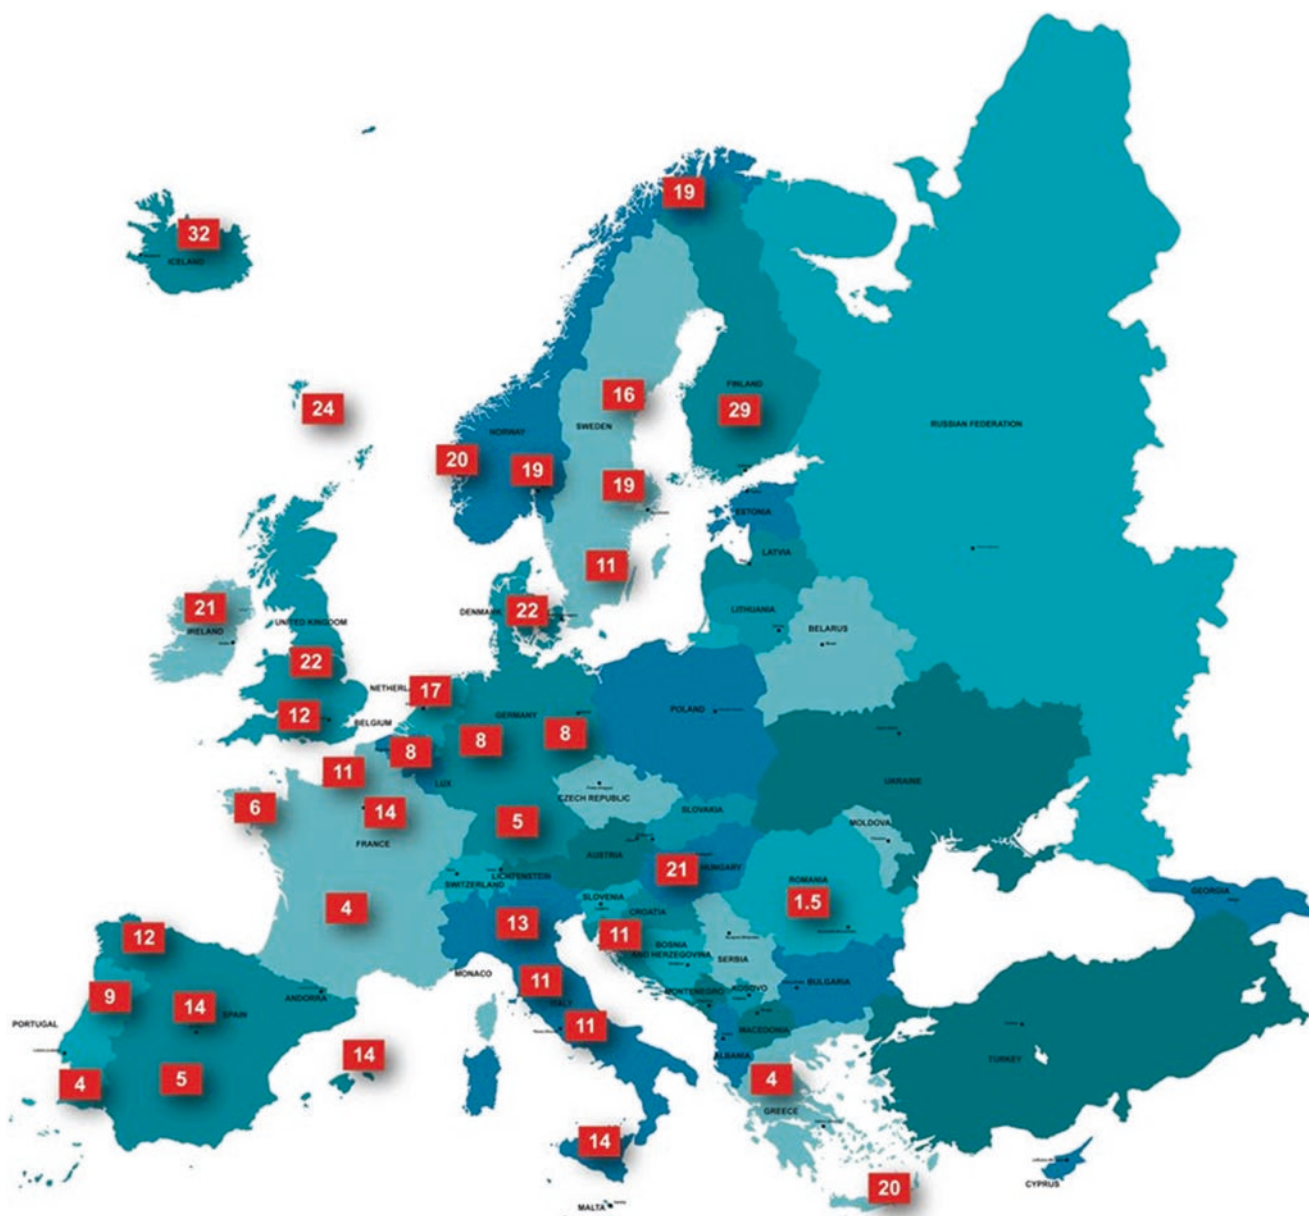 19
32
ICELAND
24
16
FINLAND
29
NORWAY
SWEDEN
RUSSIAN FEDERATION
20
19
19
ESTONIA
LATVIA
11
21
IRELAND
DENMARK
22
LITHUANIA
BELARUS
UNITED KINGDOM
22
NETHERL
17
12
BELGIUM
GERMANY
POLAND
8
8
8
11
LUX
UKRAINE
CZECH REPUBLIC
6
14
5
SLOVAKIA
MOLDOVA
FRANCE
AUSTRIA
21
HUNGARY
LICHTENSTEIN
SWITZERLAND
ROMANIA
GEORGIA
SLOVENIA
1.5
4
13
CROATIA
12
11
BOSNIA
AND HERZEGOVINA
SERBIA
MONACO
11
BULGARIA
9
ANDORRA
MONTENEGRO
KOSOVO
14
SPAIN
ITALY
PORTUGAL
11
MACEDONIA
14
ALBANIA
TURKEY
4
5
4
GREECE
14
CYPRUS
20
MALTA